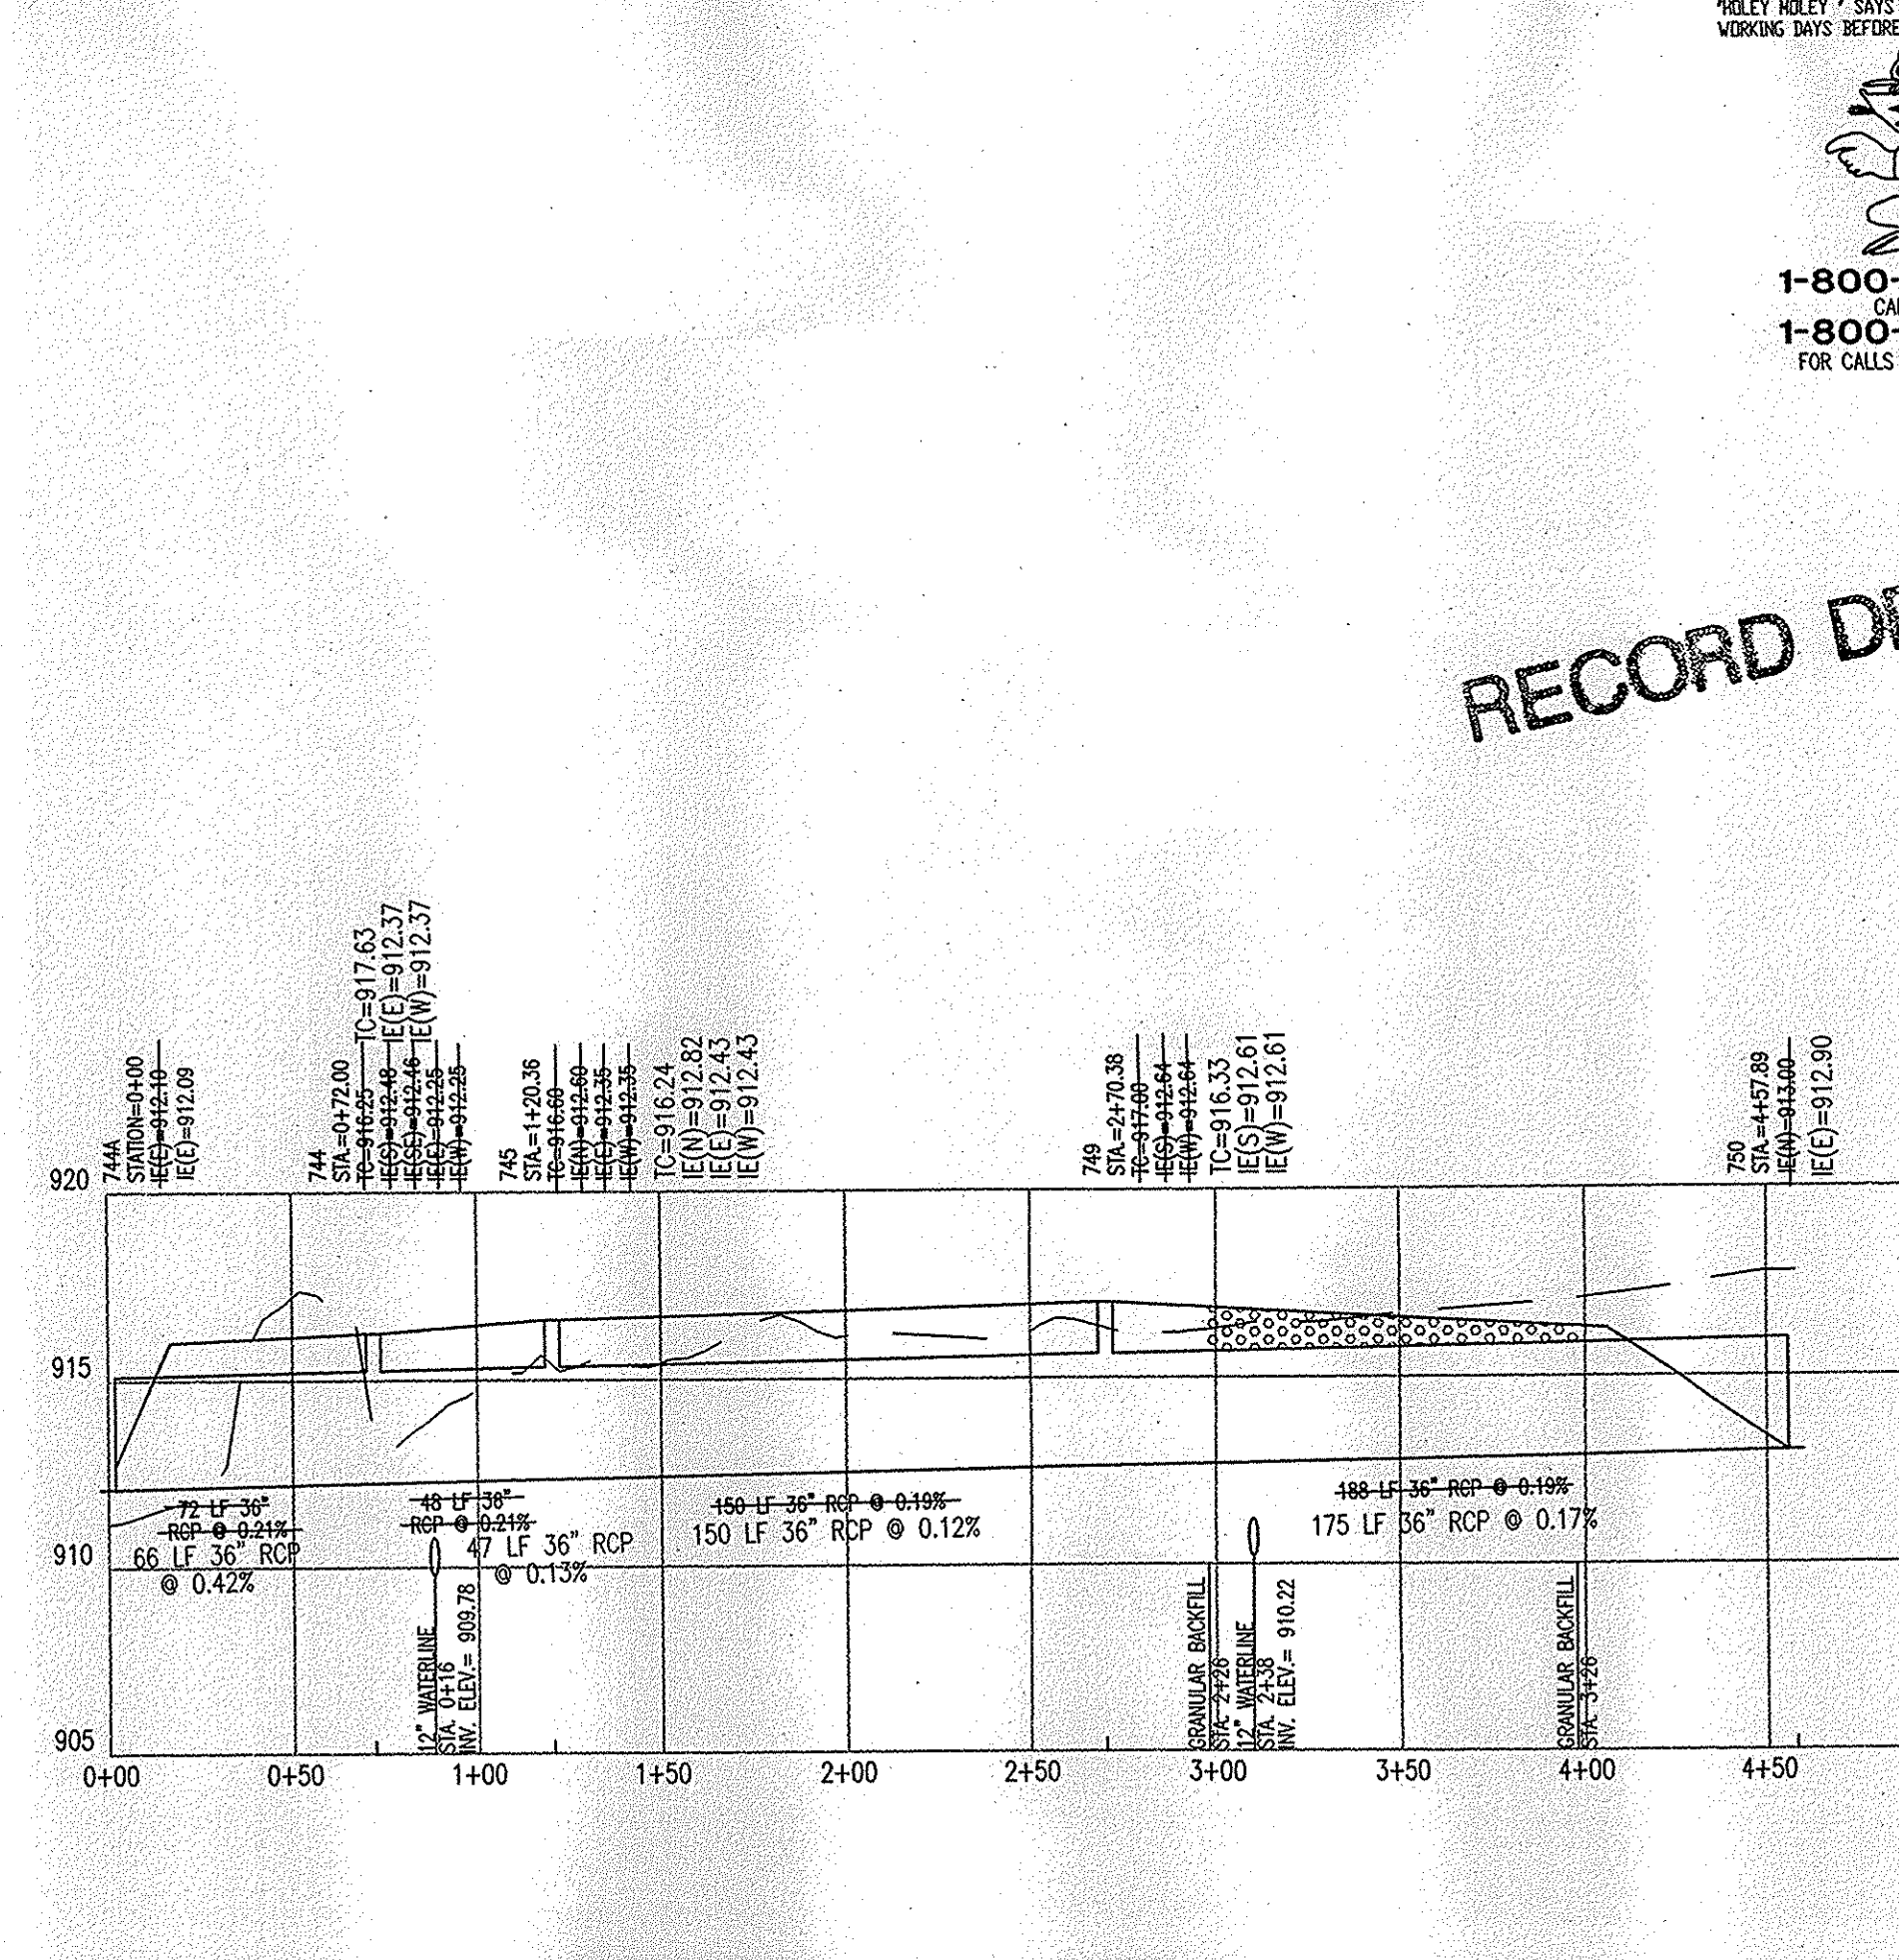 "HOLEY MOLEY" SAYS
WORKING DAYS BEFORE
1-800-
CAL
1-800-
FOR CALLS
RECORD DR
744A
STATION=0+00
IE(E)=912.10
IE(E)=912.09
744
STA.=0+72.00
TC=916.25
TC=917.63
IE(S)=912.48
IE(E)=912.37
IE(SE)=912.46
IE(W)=912.37
IE(E)=912.25
IE(W)=912.25
745
STA.=1+20.36
TC=916.60
IE(N)=912.60
IE(E)=912.35
IE(W)=912.35
TC=916.24
IE(N)=912.82
IE(E)=912.43
IE(W)=912.43
749
STA.=2+70.38
TC=917.00
IE(S)=912.64
IE(W)=912.64
TC=916.33
IE(S)=912.61
IE(W)=912.61
750
STA.=4+57.89
IE(N)=913.00
IE(E)=912.90
920
915
910
905
72 LF 36"
RCP @ 0.21%
66 LF 36" RCP
@ 0.42%
48 LF 36"
RCP @ 0.21%
47 LF 36" RCP
@ 0.13%
150 LF 36" RCP @ 0.19%
150 LF 36" RCP @ 0.12%
188 LF 36" RCP @ 0.19%
175 LF 36" RCP @ 0.17%
12" WATERLINE
STA. 0+16
INV. ELEV.= 909.78
GRANULAR BACKFILL
STA. 2+26
12" WATERLINE
STA. 2+38
INV. ELEV.= 910.22
GRANULAR BACKFILL
STA. 3+26
0+00 0+50 1+00 1+50 2+00 2+50 3+00 3+50 4+00 4+50